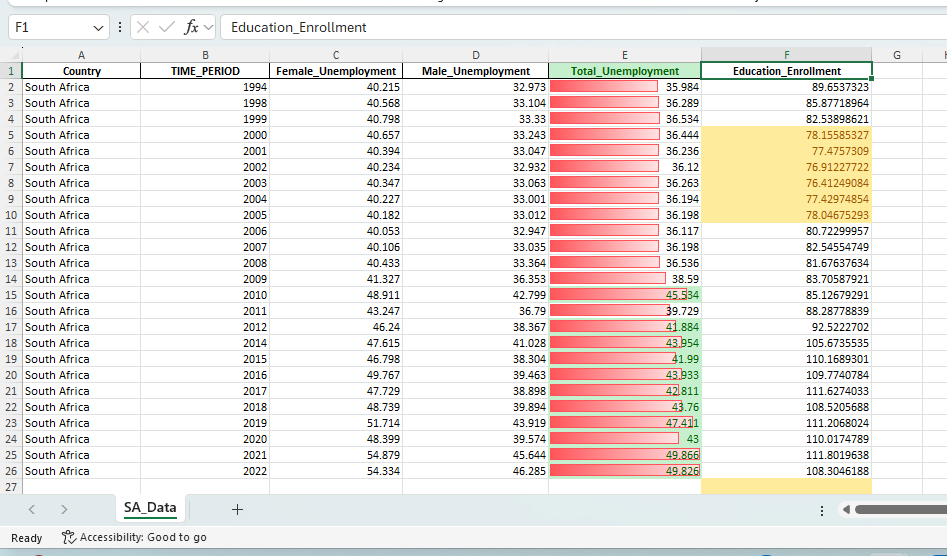 F1 fx Education_Enrollment
A B C D E F G
1 Country TIME_PERIOD Female_Unemployment Male_Unemployment Total_Unemployment Education_Enrollment
2 South Africa 1994 40.215 32.973 35.984 89.6537323
3 South Africa 1998 40.568 33.104 36.289 85.87718964
4 South Africa 1999 40.798 33.33 36.534 82.53898621
5 South Africa 2000 40.657 33.243 36.444 78.15585327
6 South Africa 2001 40.394 33.047 36.236 77.4757309
7 South Africa 2002 40.234 32.932 36.12 76.91227722
8 South Africa 2003 40.347 33.063 36.263 76.41249084
9 South Africa 2004 40.227 33.001 36.194 77.42974854
10 South Africa 2005 40.182 33.012 36.198 78.04675293
11 South Africa 2006 40.053 32.947 36.117 80.72299957
12 South Africa 2007 40.106 33.035 36.198 82.54554749
13 South Africa 2008 40.433 33.364 36.536 81.67637634
14 South Africa 2009 41.327 36.353 38.59 83.70587921
15 South Africa 2010 48.911 42.799 45.534 85.12679291
16 South Africa 2011 43.247 36.79 39.729 88.28778839
17 South Africa 2012 46.24 38.367 41.884 92.5222702
18 South Africa 2014 47.615 41.028 43.954 105.6735535
19 South Africa 2015 46.798 38.304 41.99 110.1689301
20 South Africa 2016 49.767 39.463 43.933 109.7740784
21 South Africa 2017 47.729 38.898 42.811 111.6274033
22 South Africa 2018 48.739 39.894 43.76 108.5205688
23 South Africa 2019 51.714 43.919 47.411 111.2068024
24 South Africa 2020 48.399 39.574 43 110.0174789
25 South Africa 2021 54.879 45.644 49.866 111.8019638
26 South Africa 2022 54.334 46.285 49.826 108.3046188
27
SA_Data
Ready Accessibility: Good to go